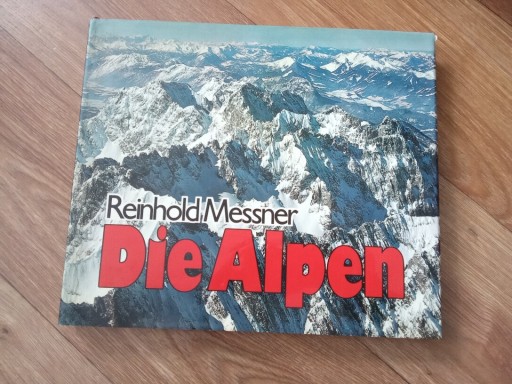 Reinhold Messner
Die Alpen